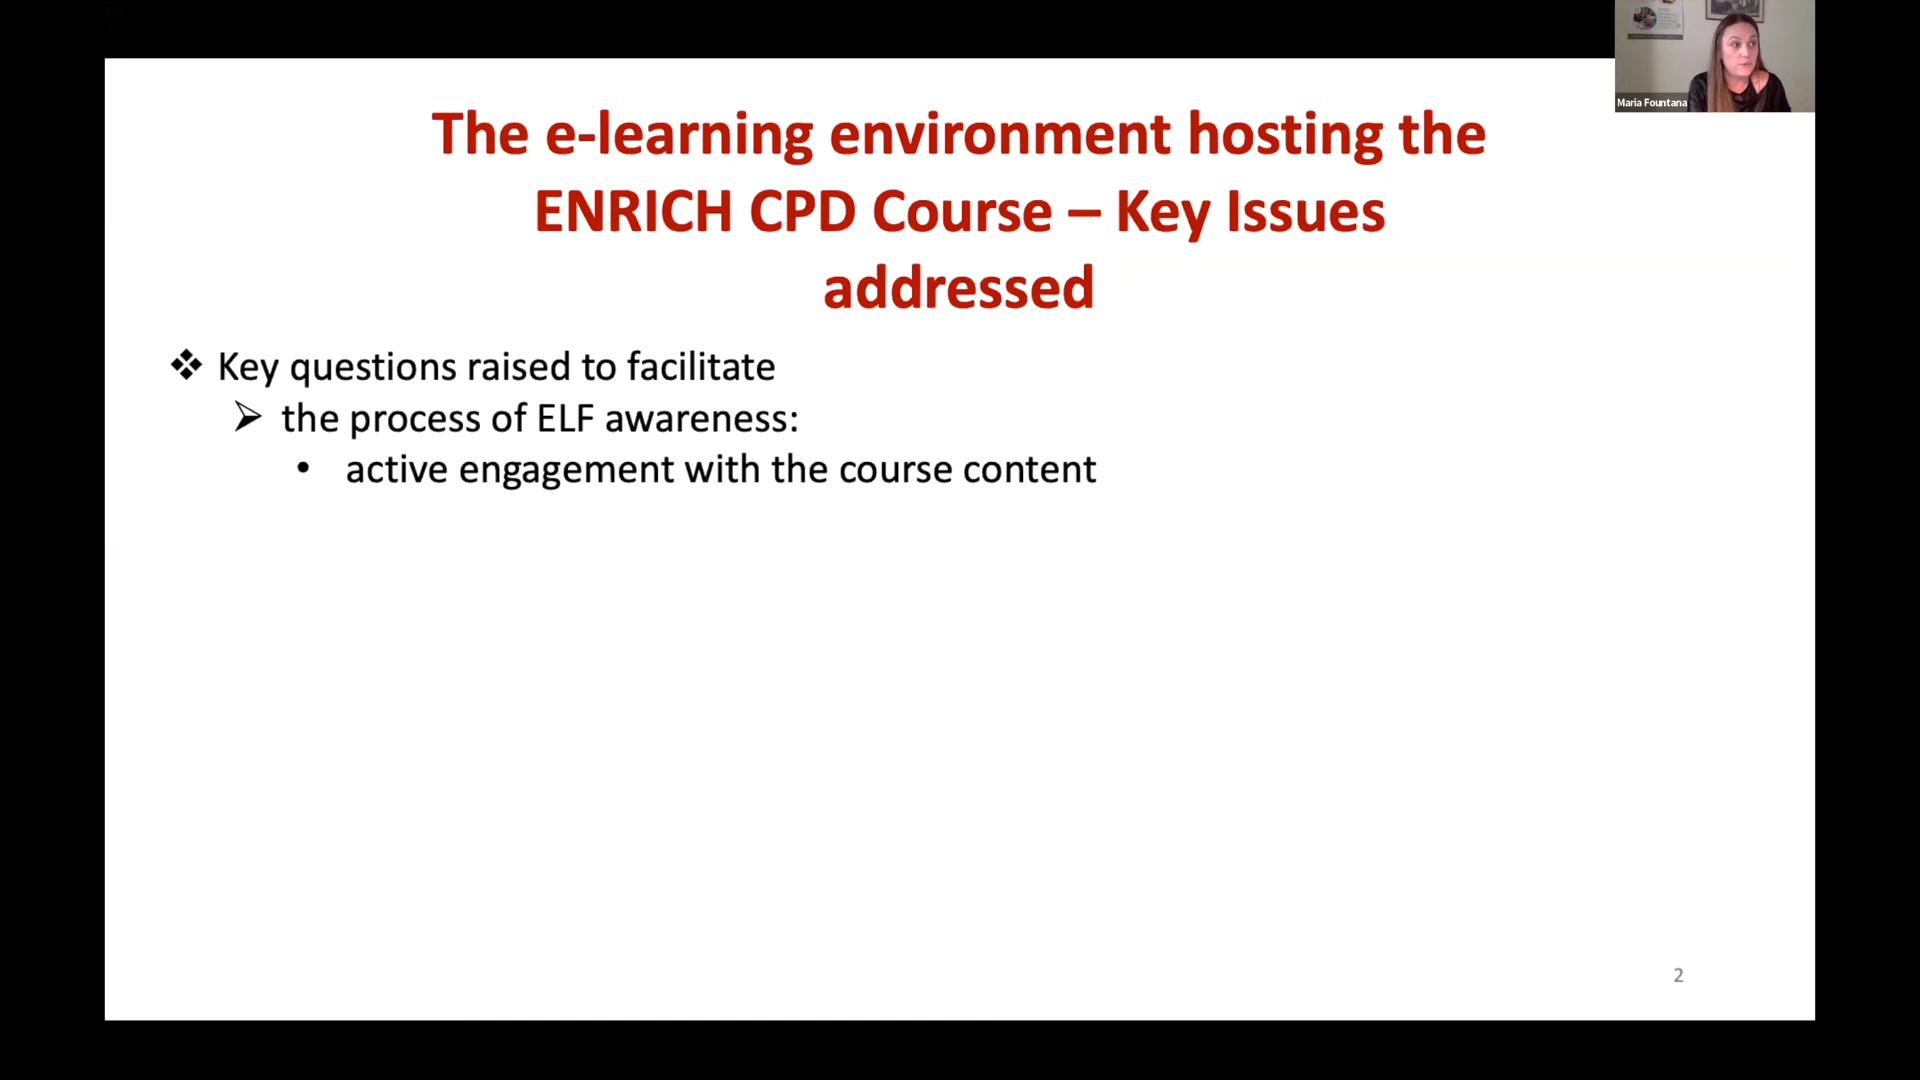 Maria Fountana
The e-learning environment hosting the
ENRICH CPD Course – Key Issues
addressed
❖ Key questions raised to facilitate
➢ the process of ELF awareness:
• active engagement with the course content
2